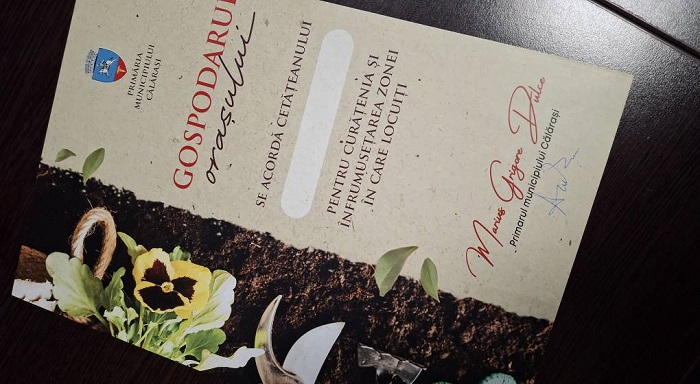 PRIMĂRIA
MUNICIPIULUI
CĂLĂRAȘI
GOSPODARUL
orașului
SE ACORDĂ CETĂȚEANULUI
PENTRU CURĂȚENIA ȘI
ÎNFRUMUSEȚAREA ZONEI
ÎN CARE LOCUIȚI
Marius Grigore Dulce
Primarul municipiului Călărași